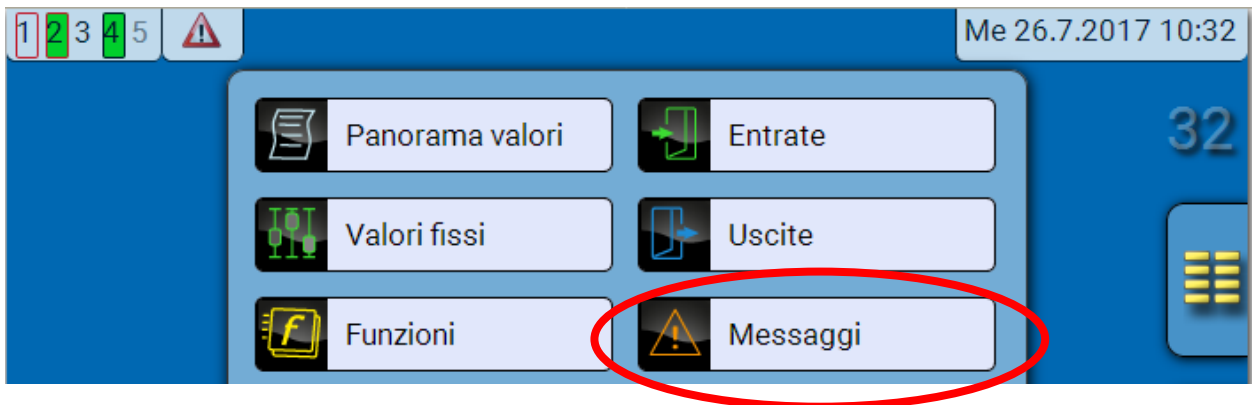 1 2 3 4 5 Me 26.7.2017 10:32
Panorama valori Entrate 32
Valori fissi Uscite
f Funzioni Messaggi